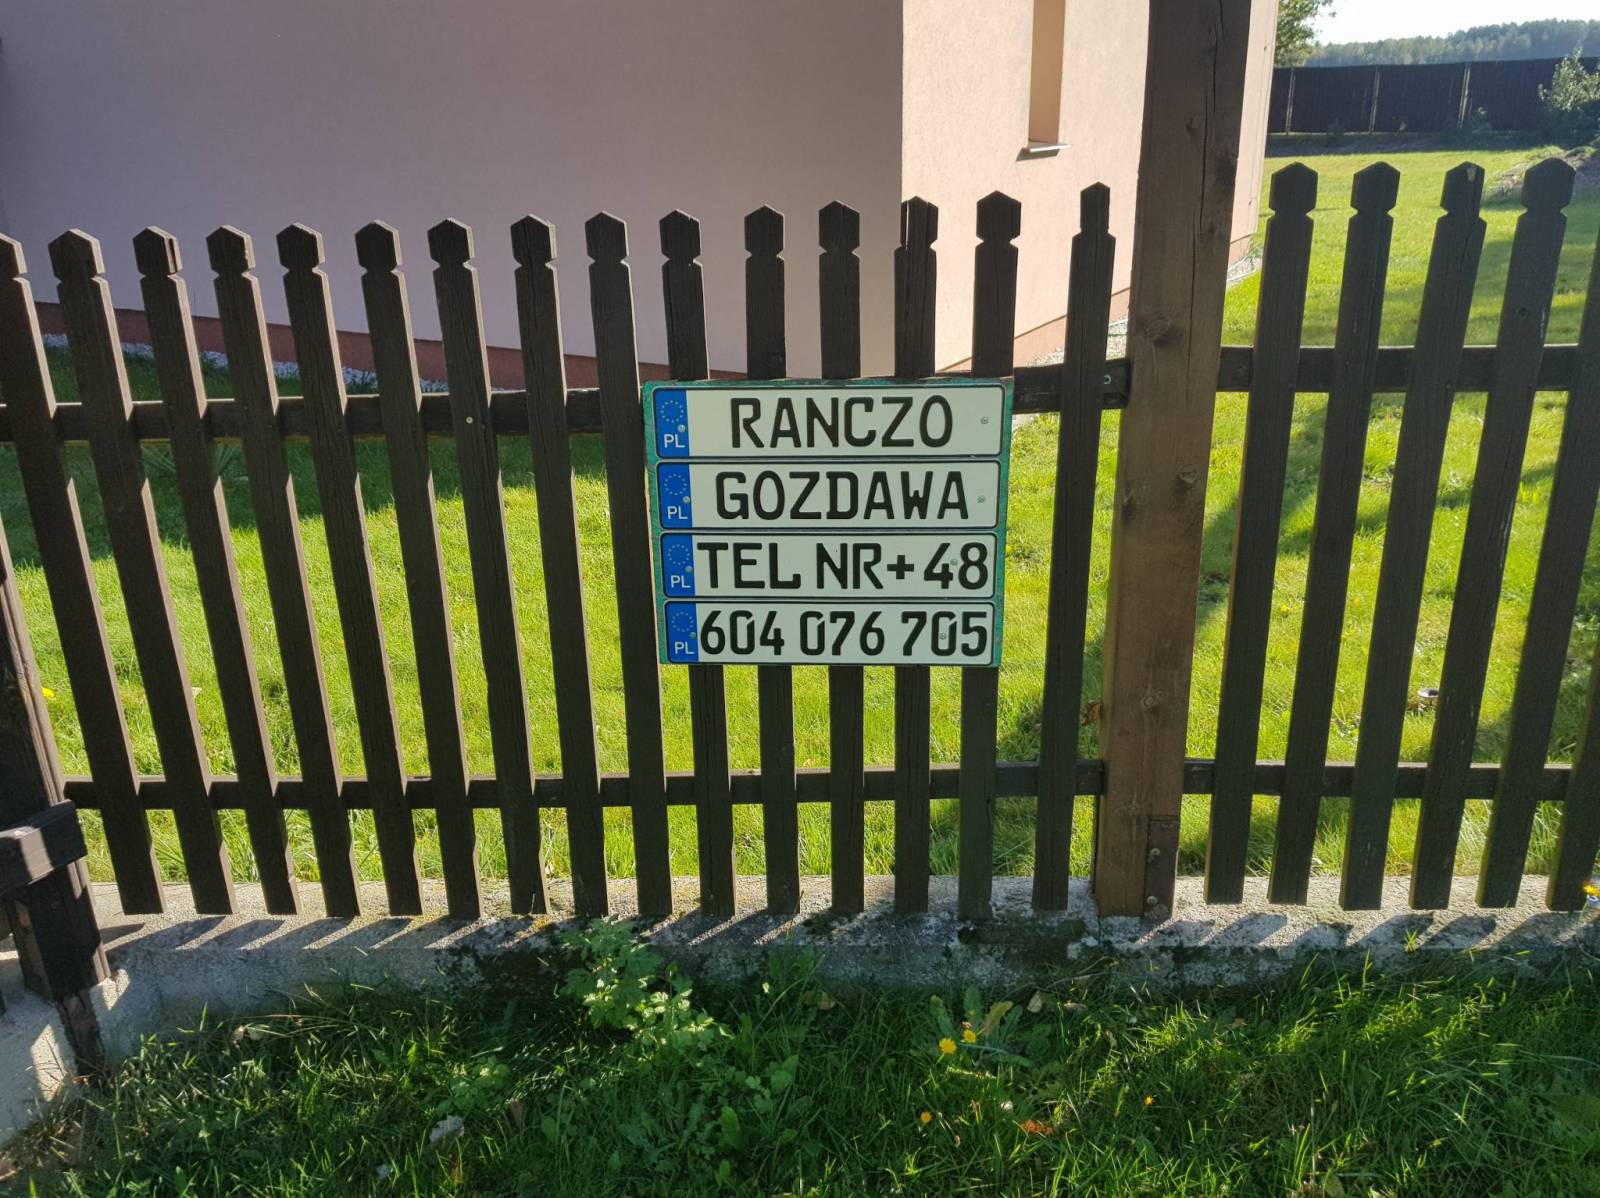 PL RANCZO
PL GOZDAWA
PL TEL NR+48
PL 604 076 705